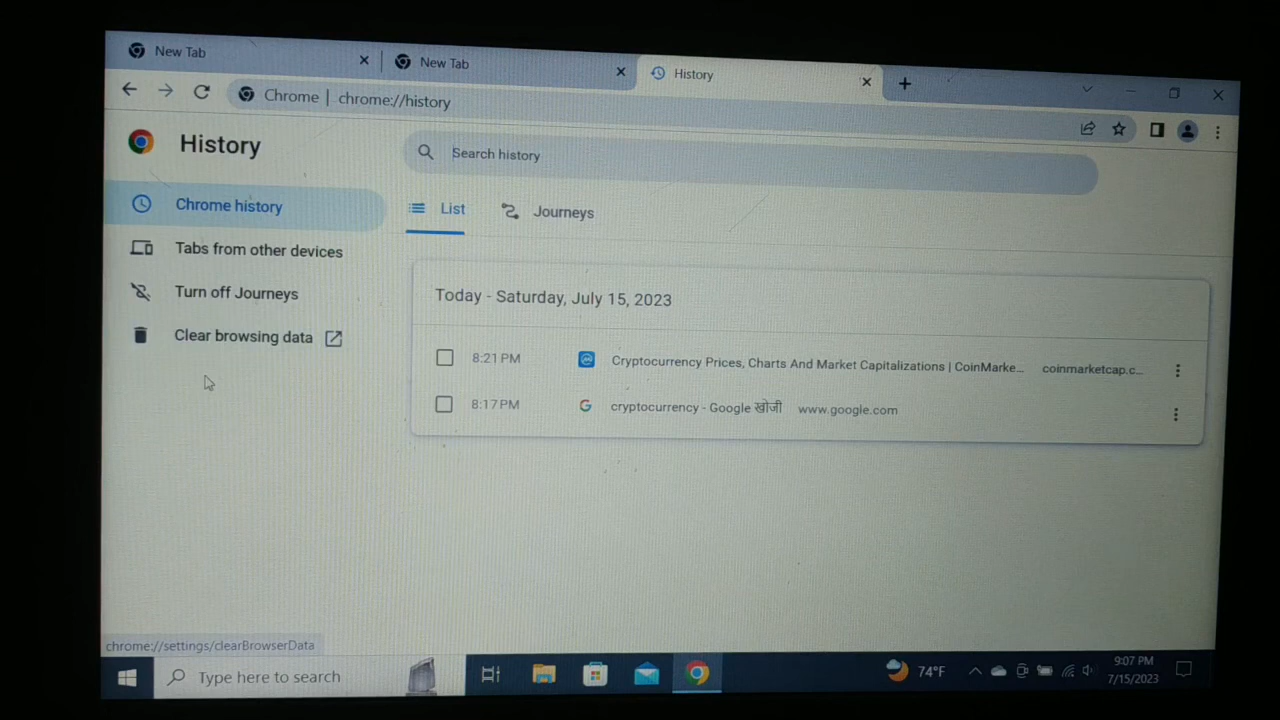 New Tab
New Tab
History
Chrome | chrome://history
History
Search history
Chrome history
List
Journeys
Tabs from other devices
Turn off Journeys
Today - Saturday, July 15, 2023
Clear browsing data
8:21 PM Cryptocurrency Prices, Charts And Market Capitalizations | CoinMarke... coinmarketcap.c...
8:17 PM cryptocurrency - Google खोजी www.google.com
chrome://settings/clearBrowserData
Type here to search
74°F
9:07 PM
7/15/2023